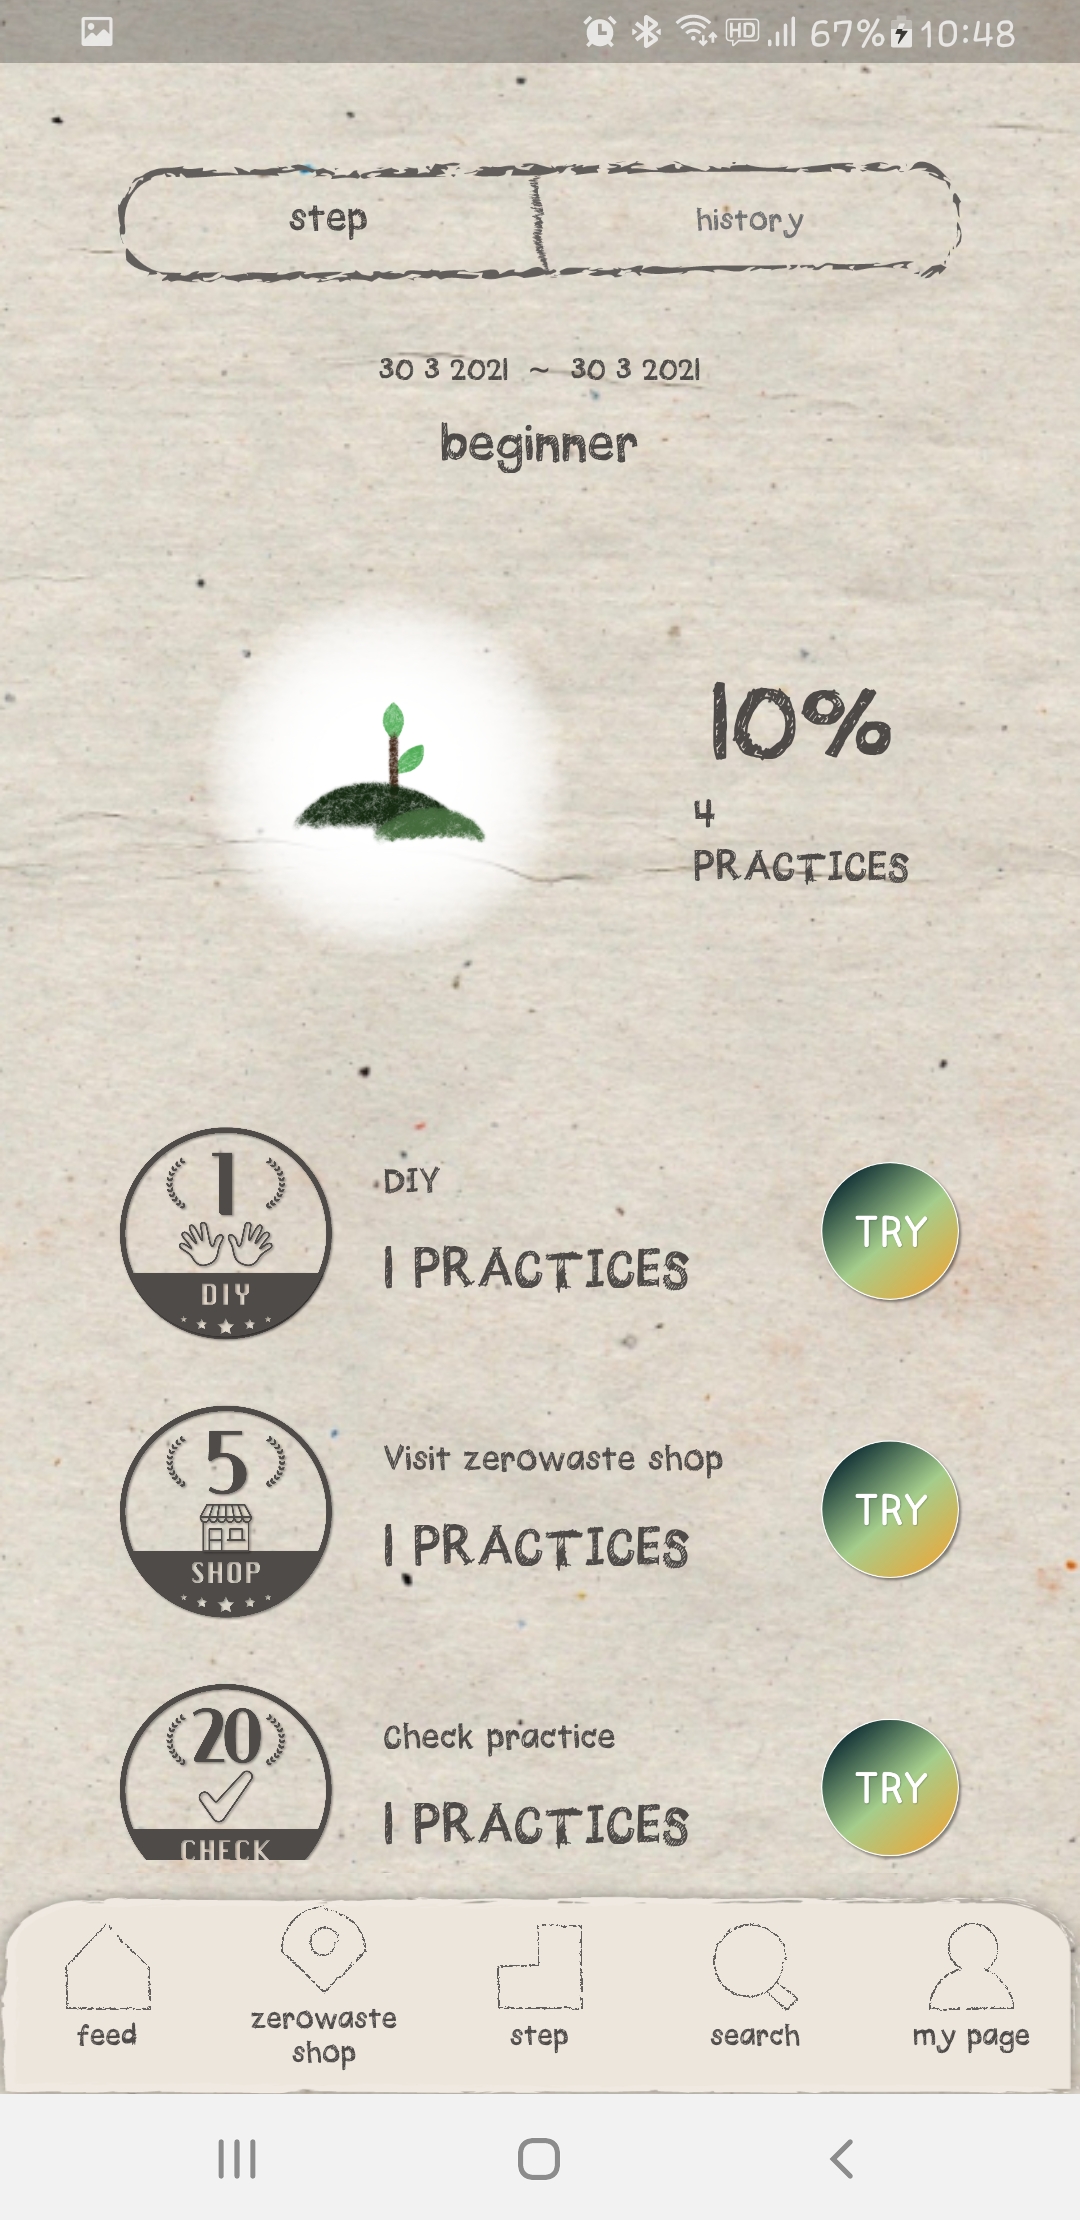 HD 67% 10:48
step
history
30 3 2021 ~ 30 3 2021
beginner
10%
4
PRACTICES
1
DIY
DIY
1 PRACTICES
TRY
5
SHOP
Visit zerowaste shop
1 PRACTICES
TRY
20
CHECK
Check practice
1 PRACTICES
TRY
feed
zerowaste
shop
step
search
my page